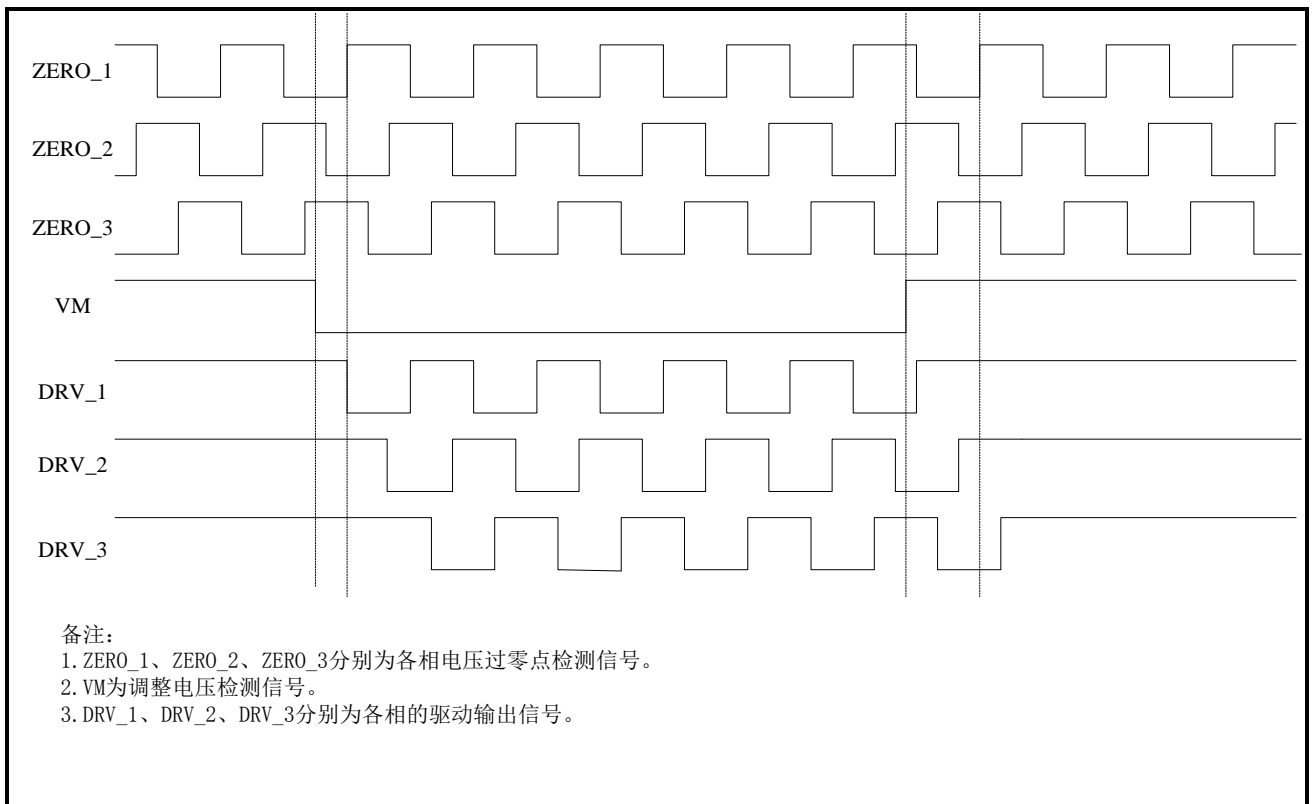 ZERO_1
ZERO_2
ZERO_3
VM
DRV_1
DRV_2
DRV_3
备注:
1.ZERO_1、ZERO_2、ZERO_3分别为各相电压过零点检测信号。
2.VM为调整电压检测信号。
3.DRV_1、DRV_2、DRV_3分别为各相的驱动输出信号。